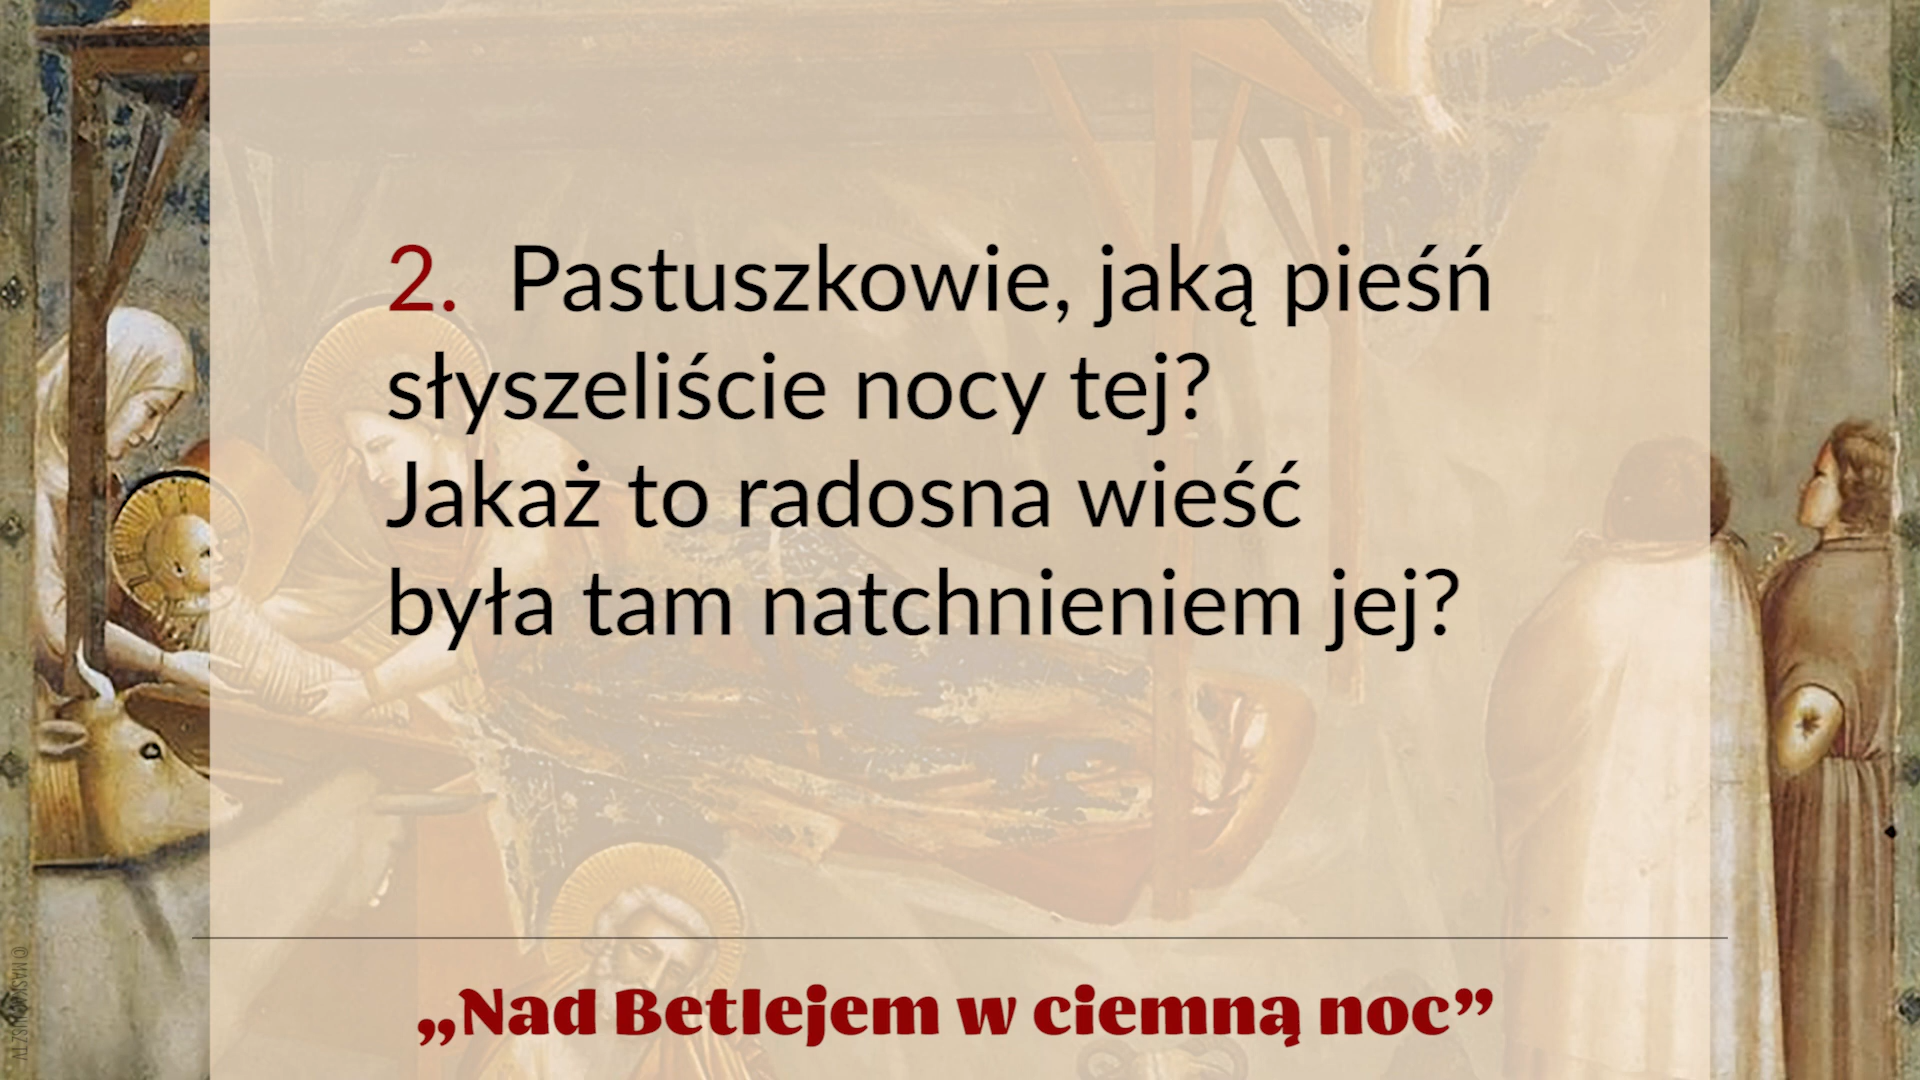 2. Pastuszkowie, jaką pieśń
słyszeliście nocy tej?
Jakaż to radosna wieść
była tam natchnieniem jej?
„Nad Betlejem w ciemną noc”